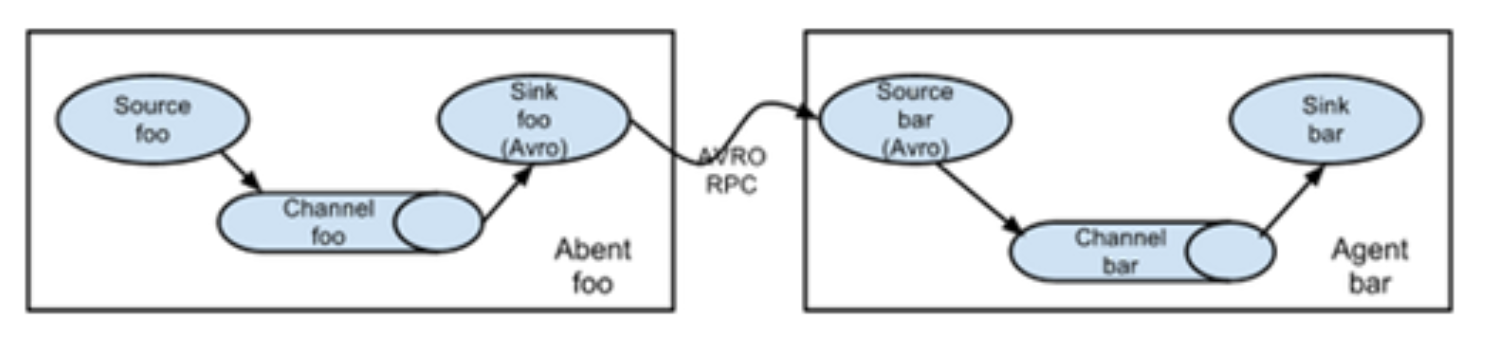 Source
foo
Channel
foo
Sink
foo
(Avro)
Abent
foo
AVRO
RPC
Source
bar
(Avro)
Channel
bar
Sink
bar
Agent
bar